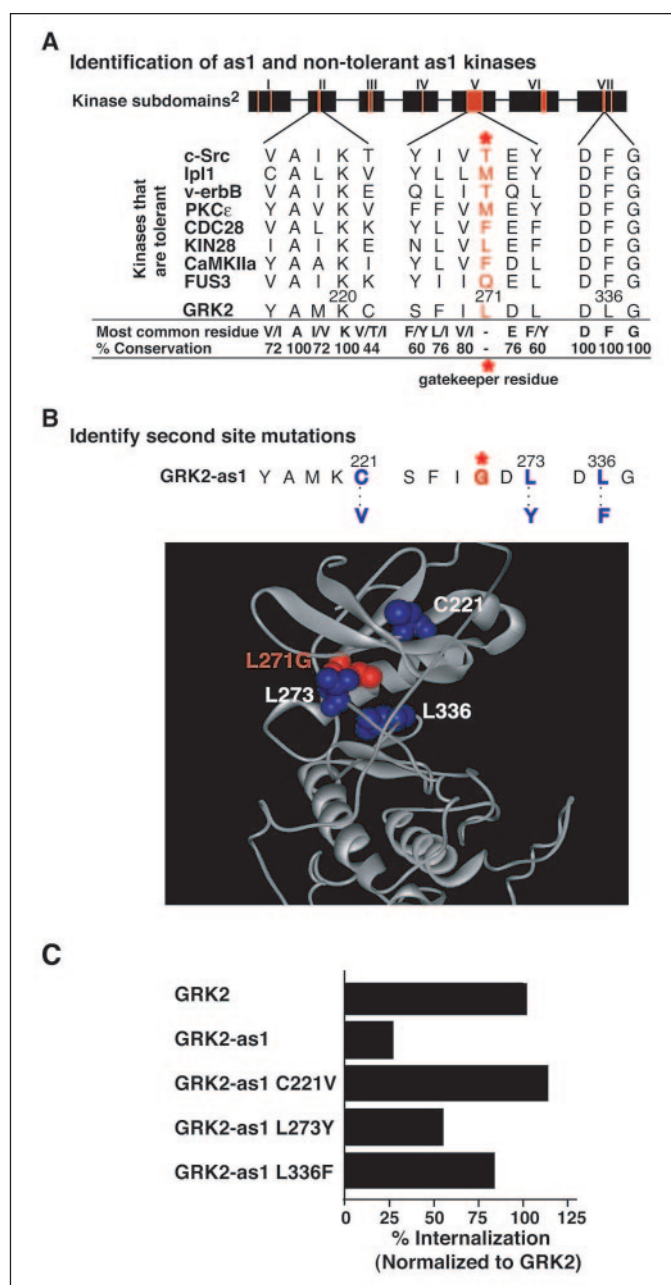 A
Identification of as1 and non-tolerant as1 kinases
I II III IV V VI VII
Kinase subdomains2
Kinases that are tolerant
c-Src V A I K T Y I V T E Y D F G
Ipl1 C A L K V Y L L M E Y D F G
v-erbB V A I K E Q L I T Q L D F G
PKCε Y A V K V F F V M E Y D F G
CDC28 V A L K K Y L V F E F D F G
KIN28 I A I K E N L V L E F D F G
CaMKIIa Y A A K I Y L V F D L D F G
FUS3 V A I K K Y I I Q E L D F G
220 271 336
GRK2 Y A M K C S F I L D L D L G
Most common residue V/I A I/V K V/T/I F/Y L/I V/I - E F/Y D F G
% Conservation 72 100 72 100 44 60 76 80 - 76 60 100 100 100
gatekeeper residue
B
Identify second site mutations
221 273 336
GRK2-as1 Y A M K C S F I G D L D L G
V Y F
C221
L271G
L273
L336
C
GRK2
GRK2-as1
GRK2-as1 C221V
GRK2-as1 L273Y
GRK2-as1 L336F
0 25 50 75 100 125
% Internalization
(Normalized to GRK2)